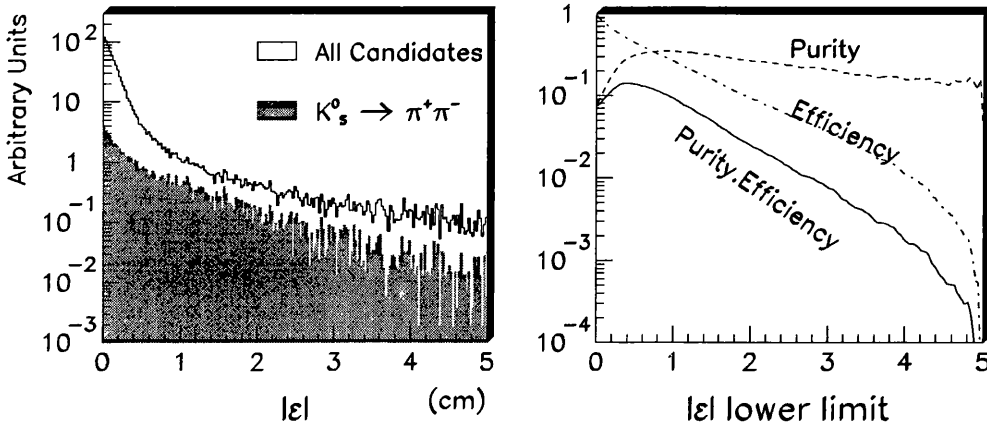 Arbitrary Units
10²
10
1
10⁻¹
10⁻²
10⁻³
All Candidates
K⁰ₛ → π⁺π⁻
0 1 2 3 4 5
|ε| (cm)
1
10⁻¹
10⁻²
10⁻³
10⁻⁴
Purity
Efficiency
Purity.Efficiency
0 1 2 3 4 5
|ε| lower limit